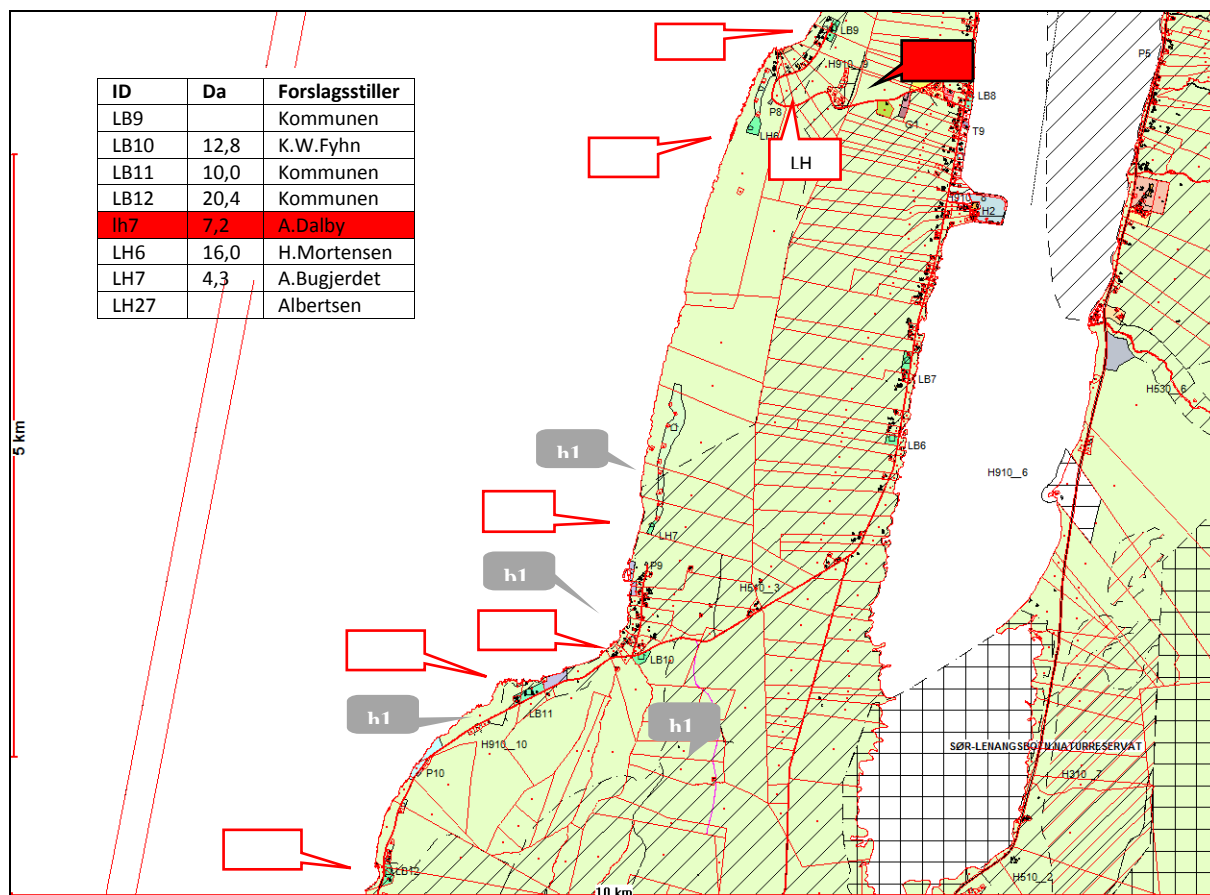 ID Da Forslagsstiller
LB9 Kommunen
LB10 12,8 K.W.Fyhn
LB11 10,0 Kommunen
LB12 20,4 Kommunen
lh7 7,2 A.Dalby
LH6 16,0 H.Mortensen
LH7 4,3 A.Bugjerdet
LH27 Albertsen
LB9
H910__9
P5
LB8
P8
G1
T9
LH6
LH
H910
H2
5 km
H530__6
LB7
LB6
h1
H910__6
LH7
P9
h1
H510__3
LB10
LB11
h1
h1
H910__10
SØR-LENANGSBOTN NATURRESERVAT
P10
H310__7
LB12
H510__2
10 km